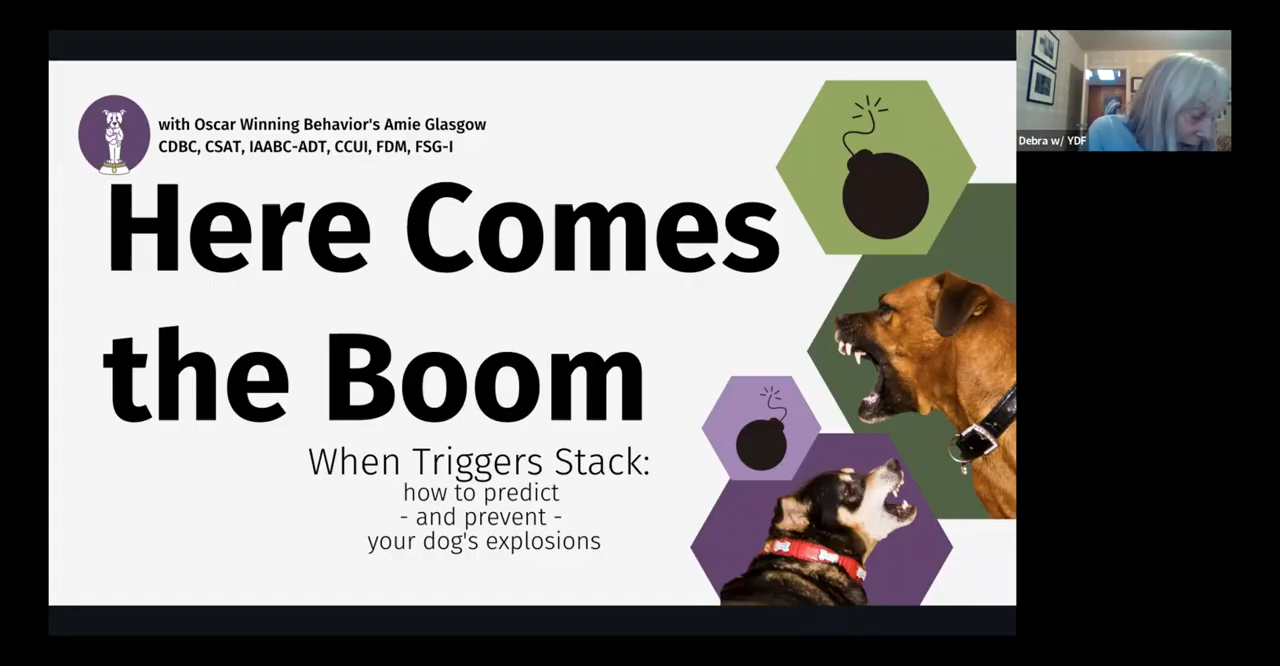 with Oscar Winning Behavior's Amie Glasgow
CDBC, CSAT, IAABC-ADT, CCUI, FDM, FSG-I
Here Comes
the Boom
When Triggers Stack:
how to predict
- and prevent -
your dog's explosions
Debra w/ YDF